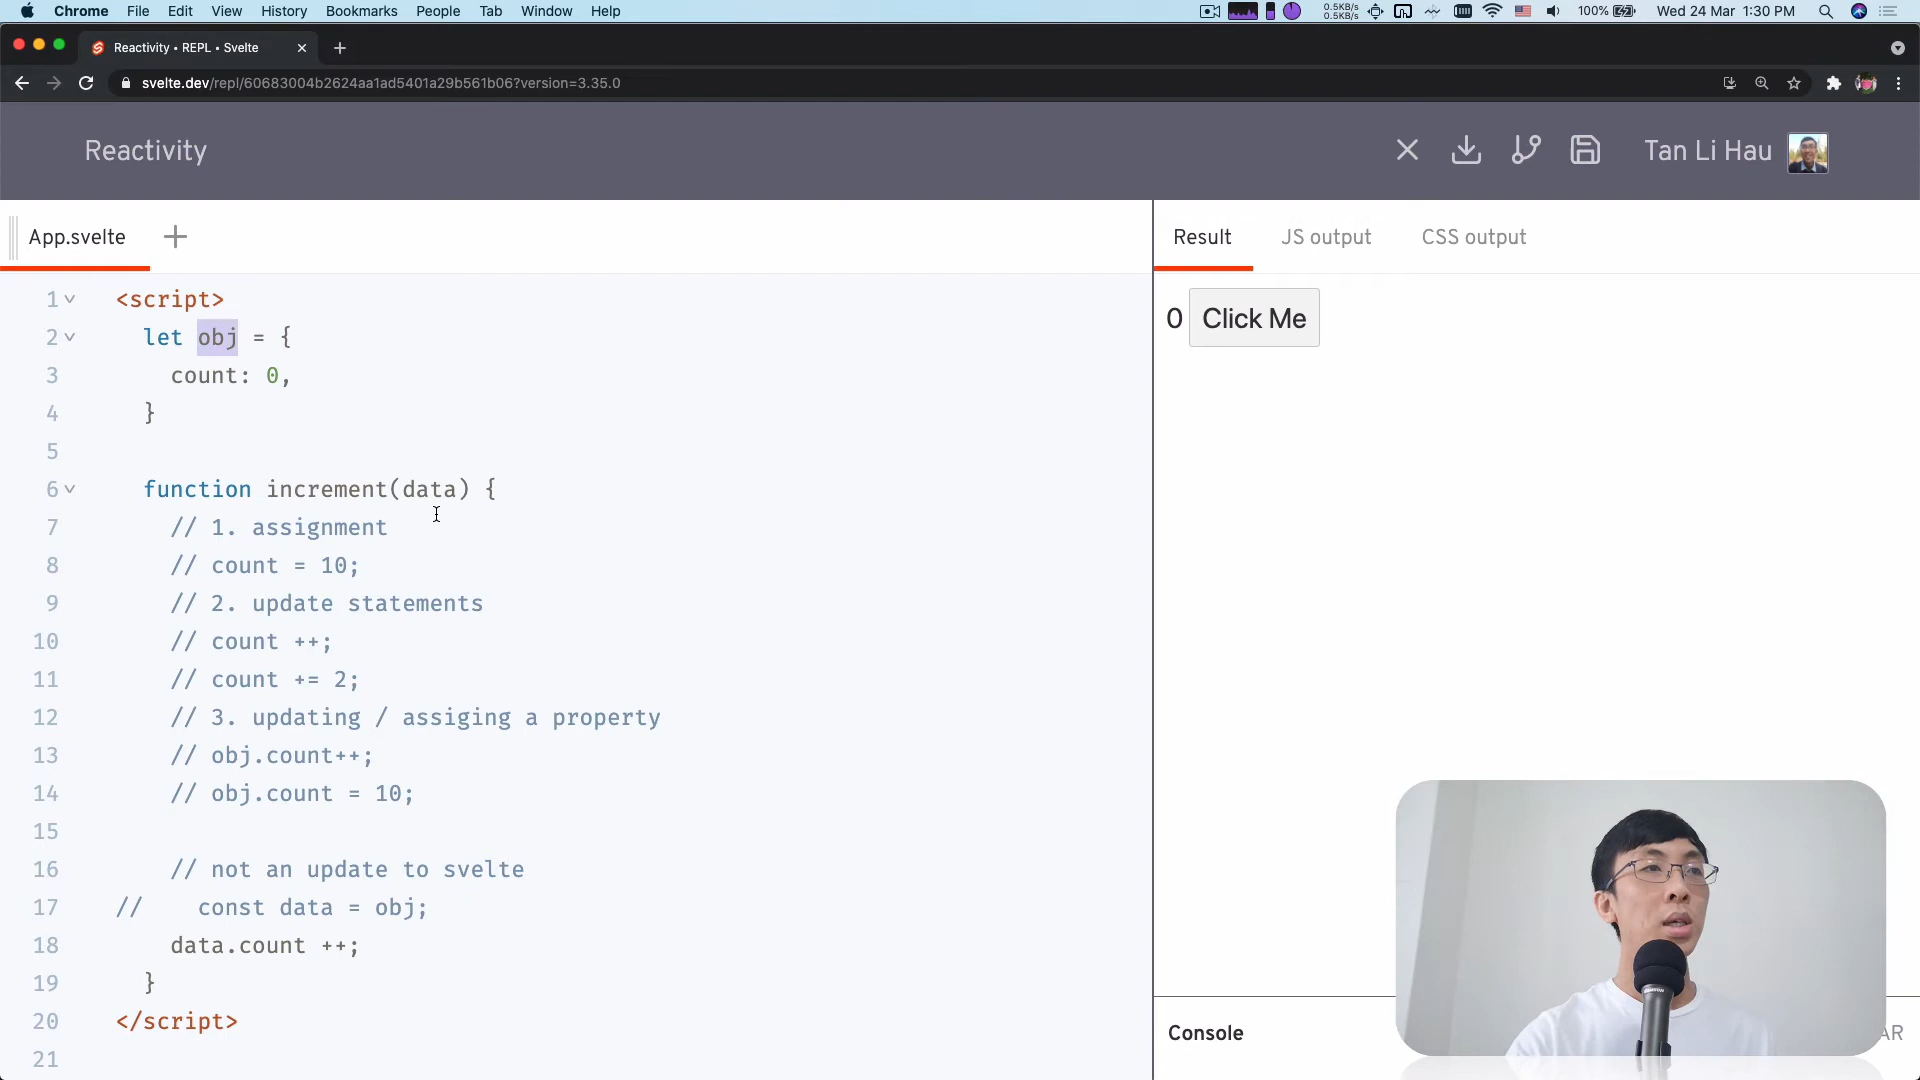 Chrome File Edit View History Bookmarks People Tab Window Help
0.5KB/s
0.5KB/s
100% Wed 24 Mar 1:30 PM
Reactivity • REPL • Svelte
svelte.dev/repl/60683004b2624aa1ad5401a29b561b06?version=3.35.0
Reactivity
Tan Li Hau
App.svelte
Result JS output CSS output
1 <script>
2 let obj = {
3 count: 0,
4 }
5
6 function increment(data) {
7 // 1. assignment
8 // count = 10;
9 // 2. update statements
10 // count ++;
11 // count += 2;
12 // 3. updating / assiging a property
13 // obj.count++;
14 // obj.count = 10;
15
16 // not an update to svelte
17 // const data = obj;
18 data.count ++;
19 }
20 </script>
21
0 Click Me
Console
AR